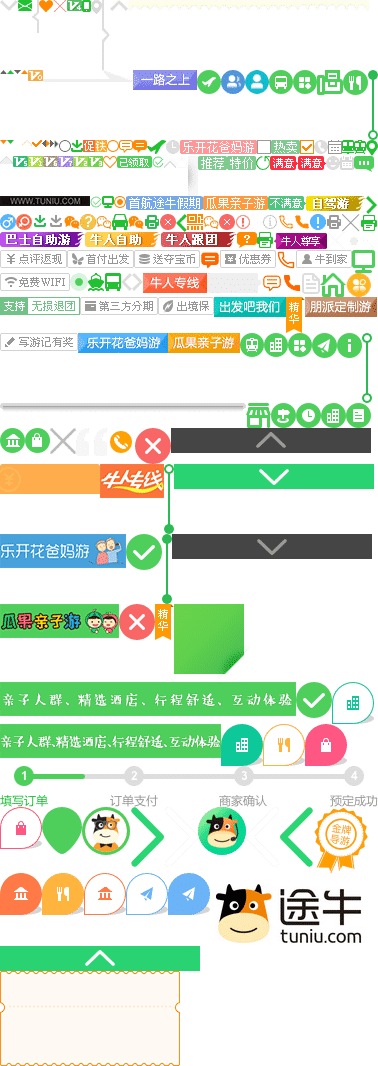 一路之上
促 铁 乐开花爸妈游 热卖
已领取 推荐 特价 满意 满意
WWW.TUNIU.COM 首航途牛假期 瓜果亲子游 不满意 自驾游
巴士自助游 牛人自助 牛人跟团 牛人尊享
点评返现 首付出发 送夺宝币 优惠券 牛到家
免费WIFI 牛人专线
支持 无损退团 第三方分期 出境保 出发吧我们 精华 朋派定制游
写游记有奖 乐开花爸妈游 瓜果亲子游
牛人专线
乐开花爸妈游
瓜果亲子游 精华
亲子人群、精选酒店、行程舒适、互动体验
亲子人群、精选酒店、行程舒适、互动体验
1 2 3 4
填写订单 订单支付 商家确认 预定成功
金牌导游
途牛
tuniu.com